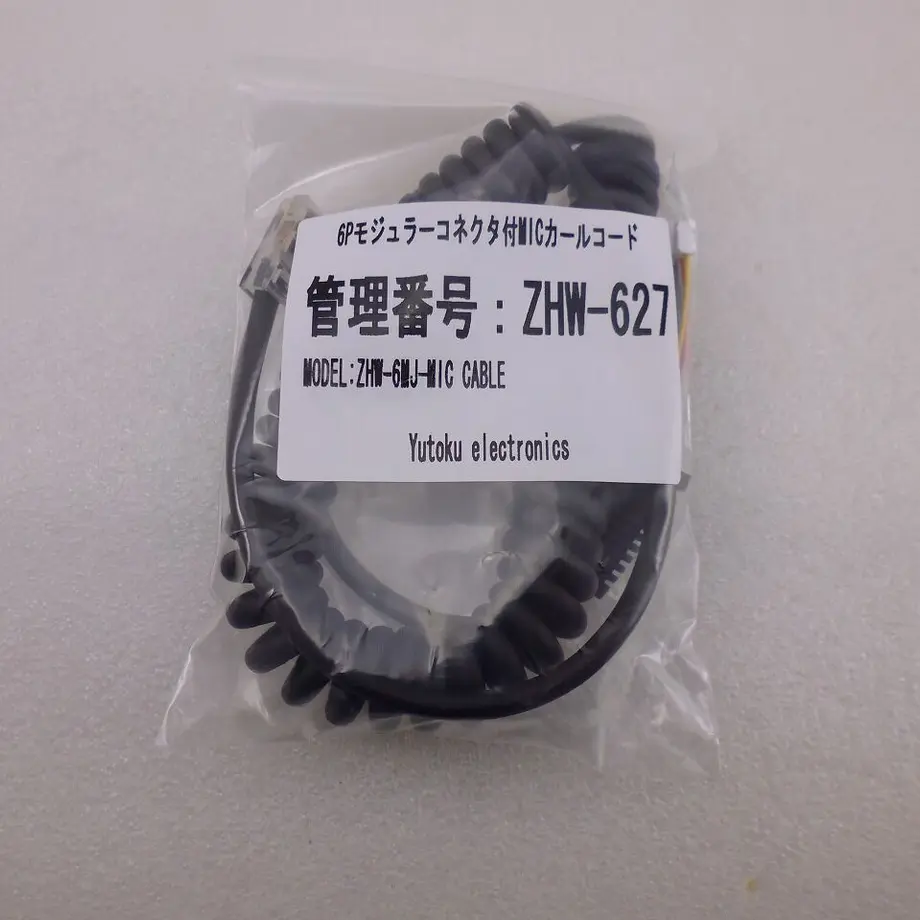 6Pモジュラーコネクタ付MICカールコード
管理番号：ZHW-627
MODEL:ZHW-6MJ-MIC CABLE
Yutoku electronics